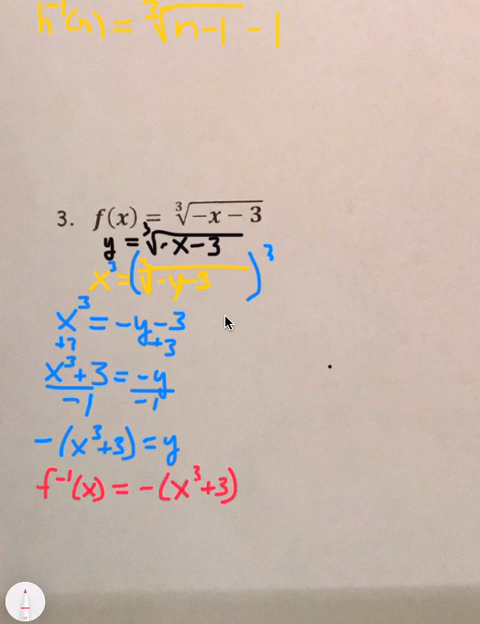 h⁻¹(n) = ∛(n-1) - 1
3. f(x) = ∛(-x - 3)
y = ∛(-x-3)
x³ = (∛(-y-3))³
x³ = -y-3
+3 +3
x³+3 = -y
-1 -1
-(x³+3) = y
f⁻¹(x) = -(x³+3)